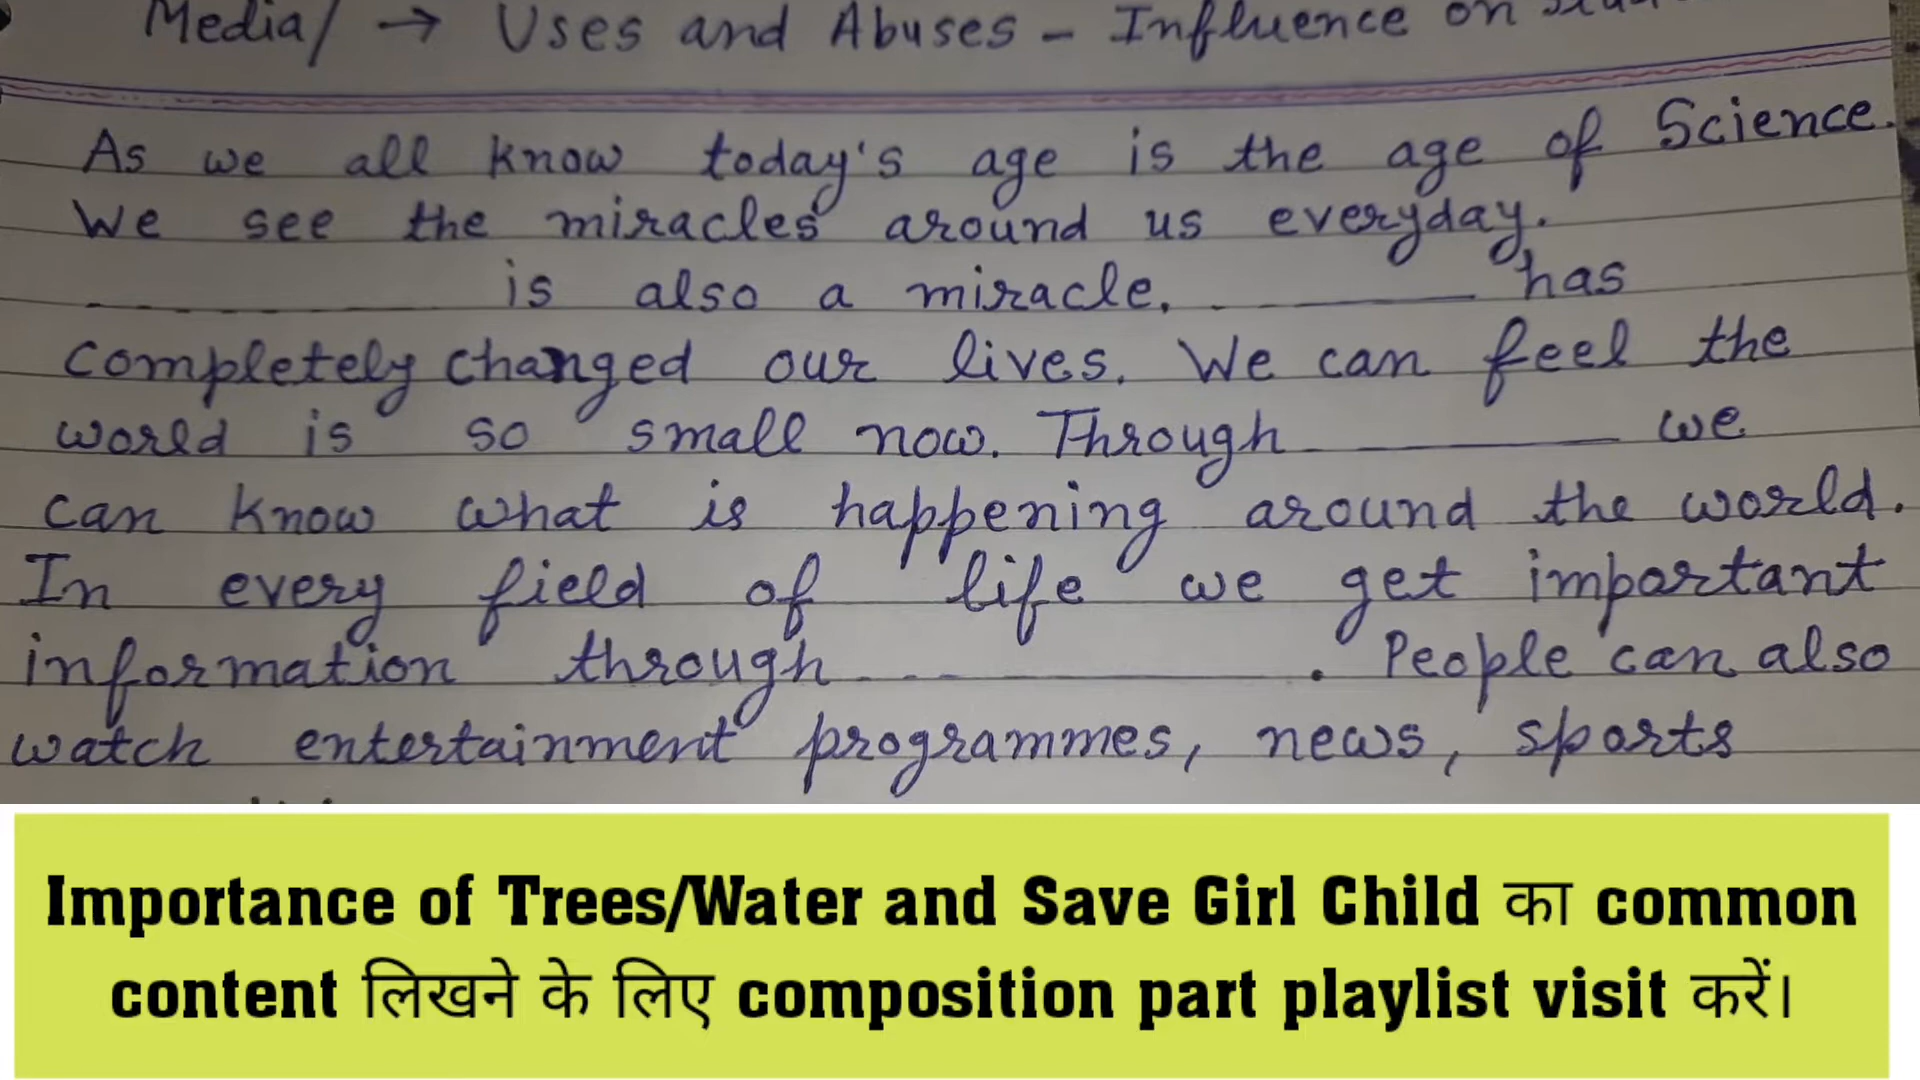 Media/ → Uses and Abuses - Influence on
As we all know today's age is the age of Science.
We see the miracles around us everyday.
__________ is also a miracle. __________ has
completely changed our lives. We can feel the
world is so small now. Through __________ we
can know what is happening around the world.
In every field of life we get important
information through __________. People can also
watch entertainment programmes, news, sports
Importance of Trees/Water and Save Girl Child का common
content लिखने के लिए composition part playlist visit करें।